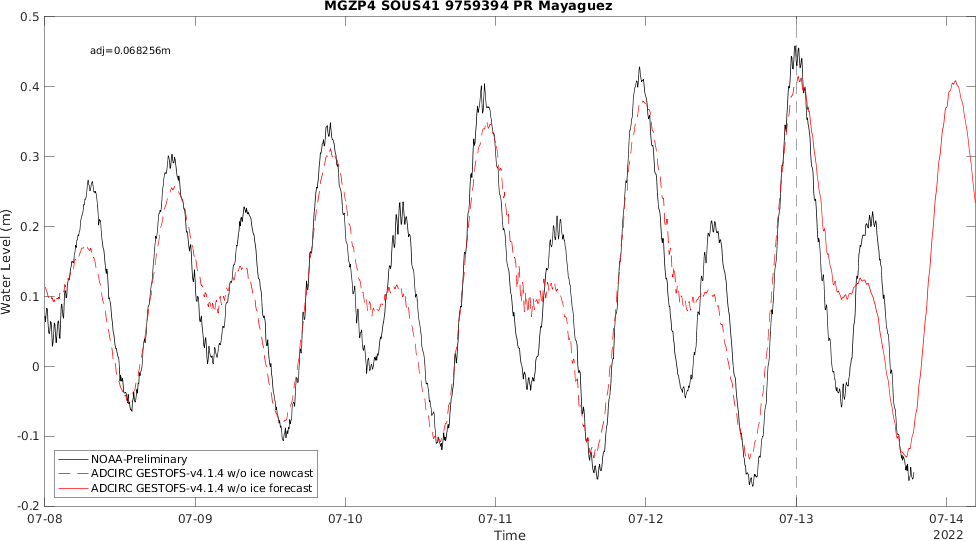 MGZP4 SOUS41 9759394 PR Mayaguez
0.5
adj=0.068256m
0.4
0.3
0.2
Water Level (m)
0.1
0
-0.1
NOAA-Preliminary
ADCIRC GESTOFS-v4.1.4 w/o ice nowcast
ADCIRC GESTOFS-v4.1.4 w/o ice forecast
-0.2
07-08 07-09 07-10 07-11 07-12 07-13 07-14
Time 2022